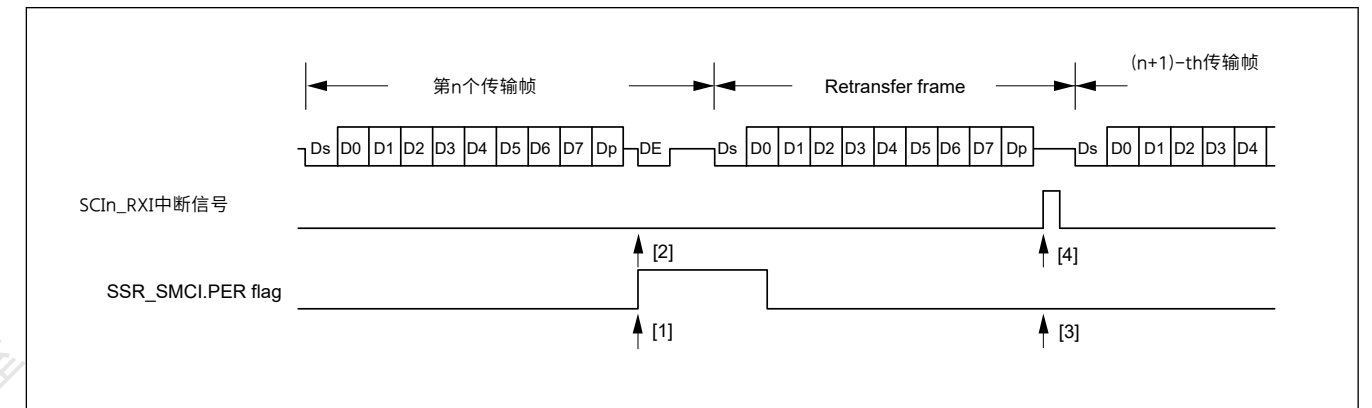 第n个传输帧 Retransfer frame (n+1)-th传输帧
Ds D0 D1 D2 D3 D4 D5 D6 D7 Dp DE Ds D0 D1 D2 D3 D4 D5 D6 D7 Dp Ds D0 D1 D2 D3 D4
SCIn_RXI中断信号
[2] [4]
SSR_SMCI.PER flag
[1] [3]